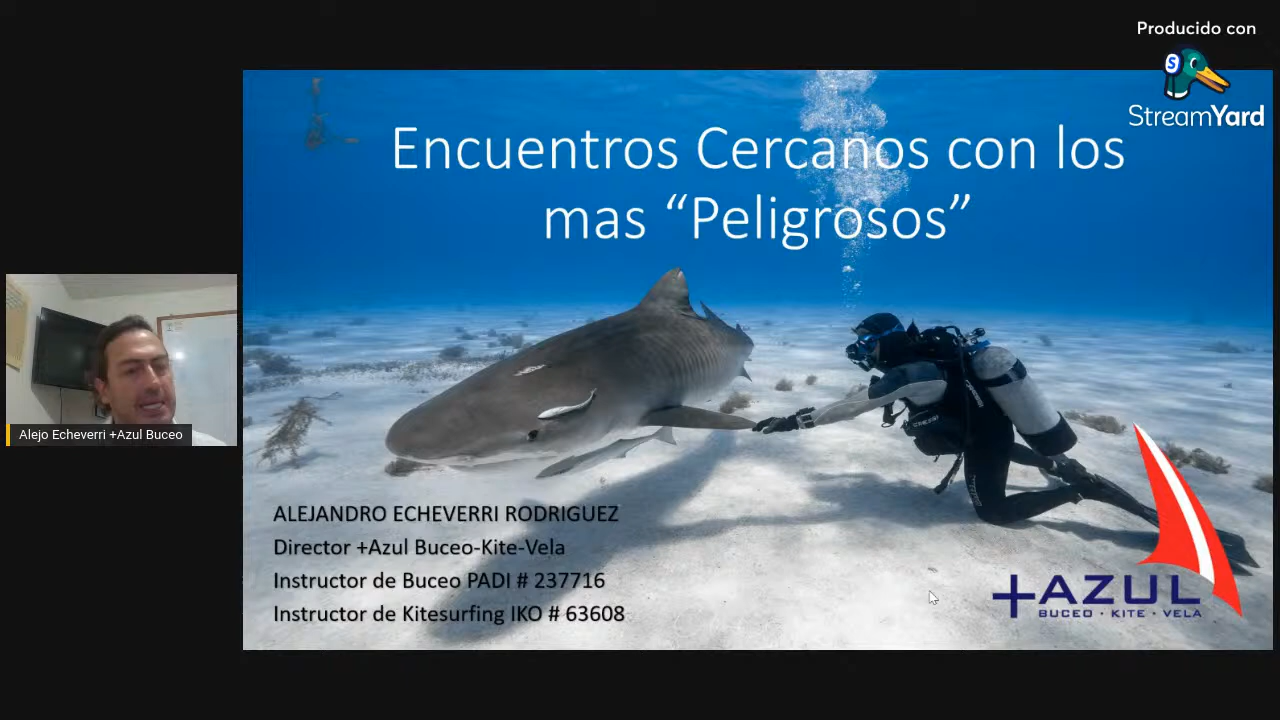 Producido con
StreamYard
Encuentros Cercanos con los
mas “Peligrosos”
Alejo Echeverri +Azul Buceo
ALEJANDRO ECHEVERRI RODRIGUEZ
Director +Azul Buceo-Kite-Vela
Instructor de Buceo PADI # 237716
Instructor de Kitesurfing IKO # 63608
+AZUL
BUCEO · KITE · VELA